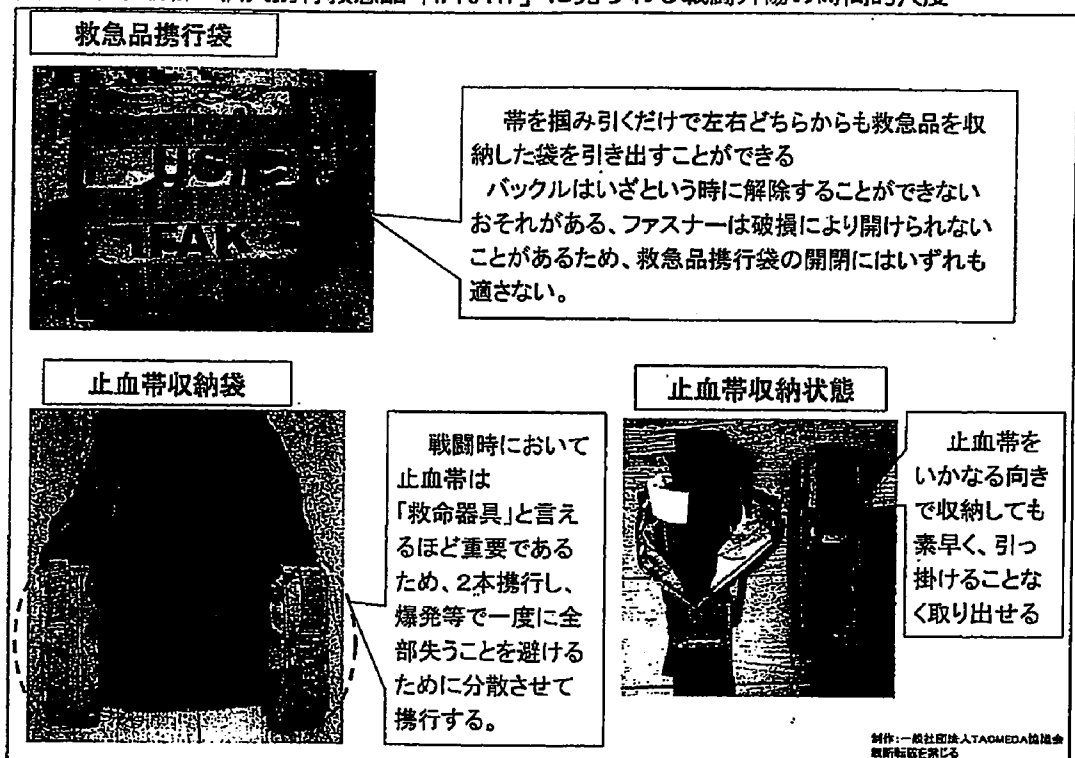 救急品携行袋
US
IFAK
帯を掴み引くだけで左右どちらからも救急品を収
納した袋を引き出すことができる
バックルはいざという時に解除することができない
おそれがある、ファスナーは破損により開けられない
ことがあるため、救急品携行袋の開閉にはいずれも
適さない。
止血帯収納袋
戦闘時において
止血帯は
「救命器具」と言え
るほど重要である
ため、2本携行し、
爆発等で一度に全
部失うことを避ける
ために分散させて
携行する。
止血帯収納状態
止血帯を
いかなる向き
で収納しても
素早く、引っ
掛けることな
く取り出せる
制作:一般社団法人TACMEDA協議会
無断転載を禁じる